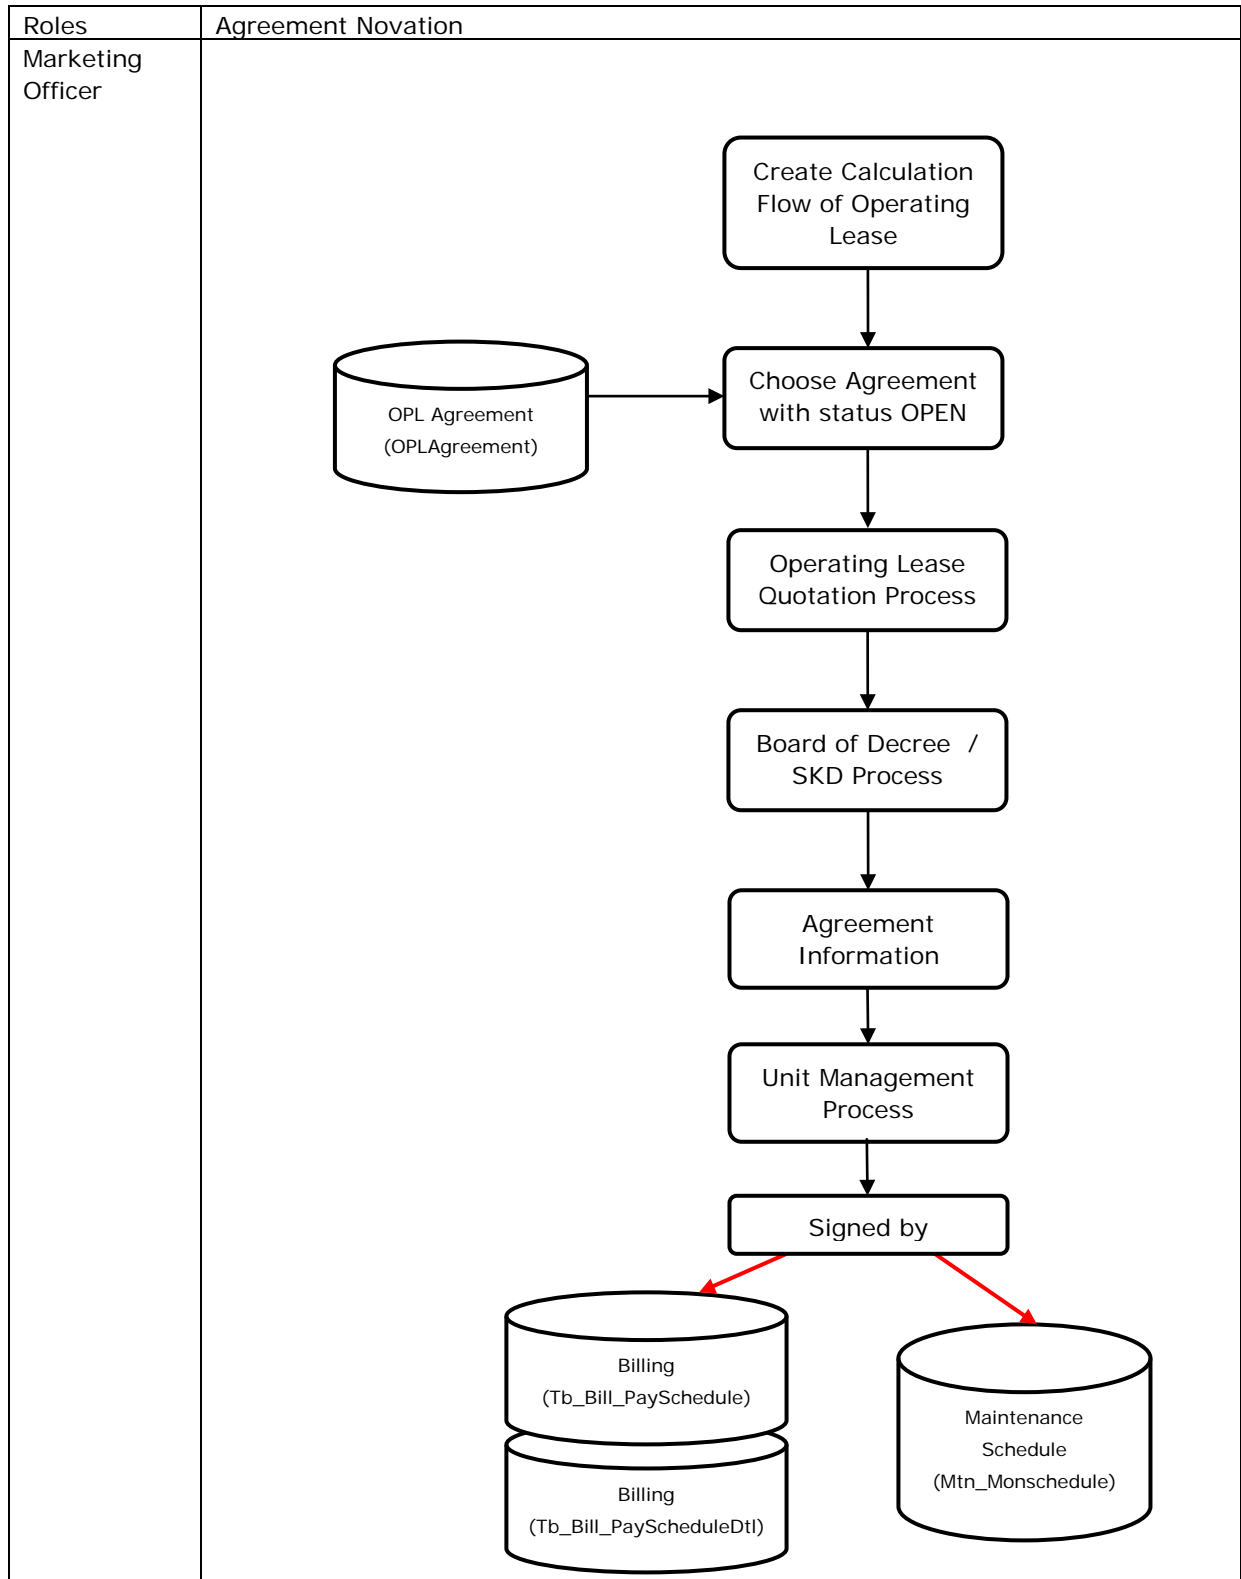 Roles
Agreement Novation
Marketing
Officer
Create Calculation
Flow of Operating
Lease
OPL Agreement
(OPLAgreement)
Choose Agreement
with status OPEN
Operating Lease
Quotation Process
Board of Decree /
SKD Process
Agreement
Information
Unit Management
Process
Signed by
Billing
(Tb_Bill_PaySchedule)
Billing
(Tb_Bill_PayScheduleDtl)
Maintenance
Schedule
(Mtn_Monschedule)